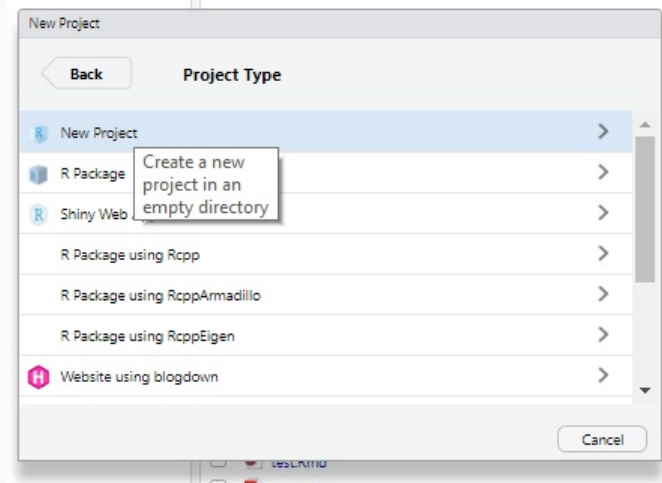 New Project
Back
Project Type
New Project
Create a new
project in an
empty directory
R Package
R Shiny Web
R Package using Rcpp
R Package using RcppArmadillo
R Package using RcppEigen
Website using blogdown
Cancel
test.Rmd